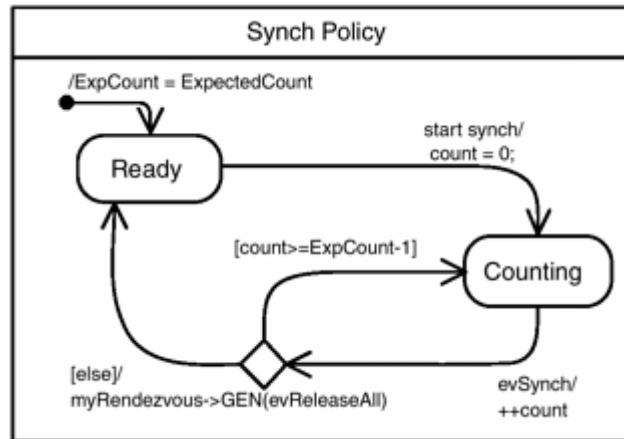 Synch Policy
/ExpCount = ExpectedCount
start synch/
count = 0;
Ready
[count>=ExpCount-1]
Counting
[else]/
myRendezvous->GEN(evReleaseAll)
evSynch/
++count